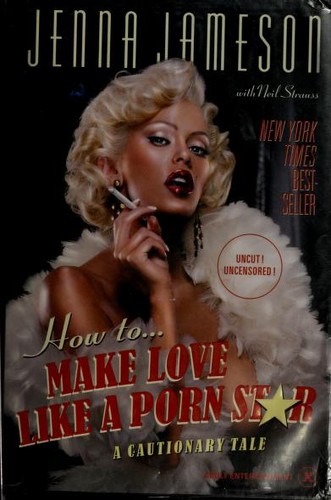 JENNA JAMESON
with Neil Strauss
NEW YORK
TIMES
BEST-
SELLER
UNCUT!
UNCENSORED!
How to...
MAKE LOVE
LIKE A PORN ST★R
A CAUTIONARY TALE